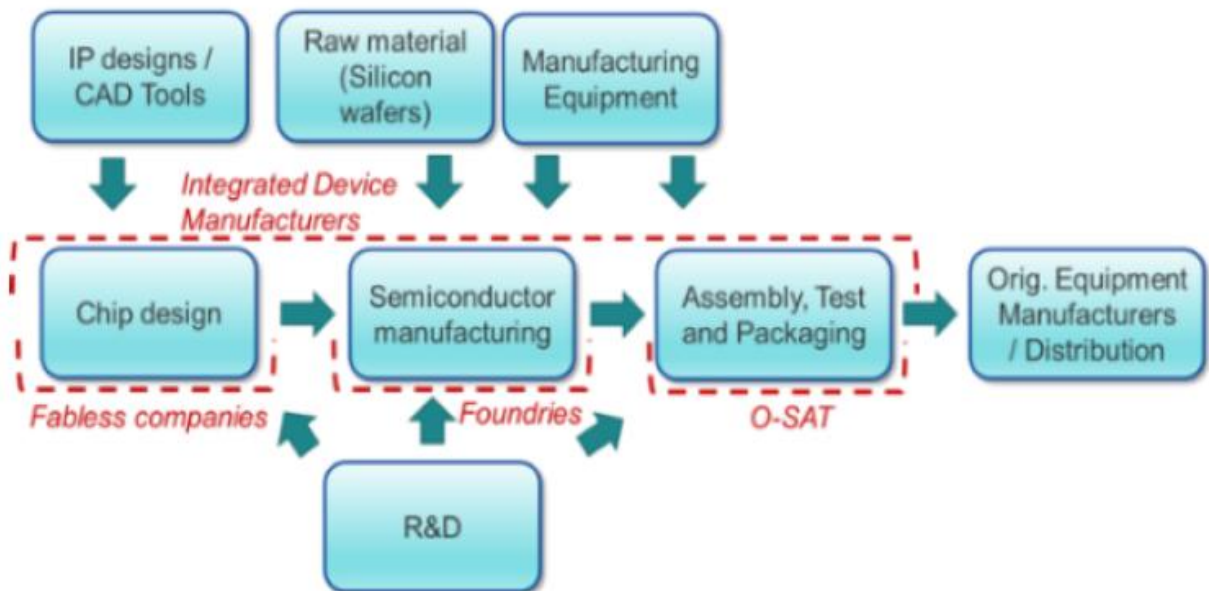 IP designs /
CAD Tools
Raw material
(Silicon
wafers)
Manufacturing
Equipment
Integrated Device
Manufacturers
Chip design
Semiconductor
manufacturing
Assembly, Test
and Packaging
Orig. Equipment
Manufacturers
/ Distribution
Fabless companies
Foundries
O-SAT
R&D